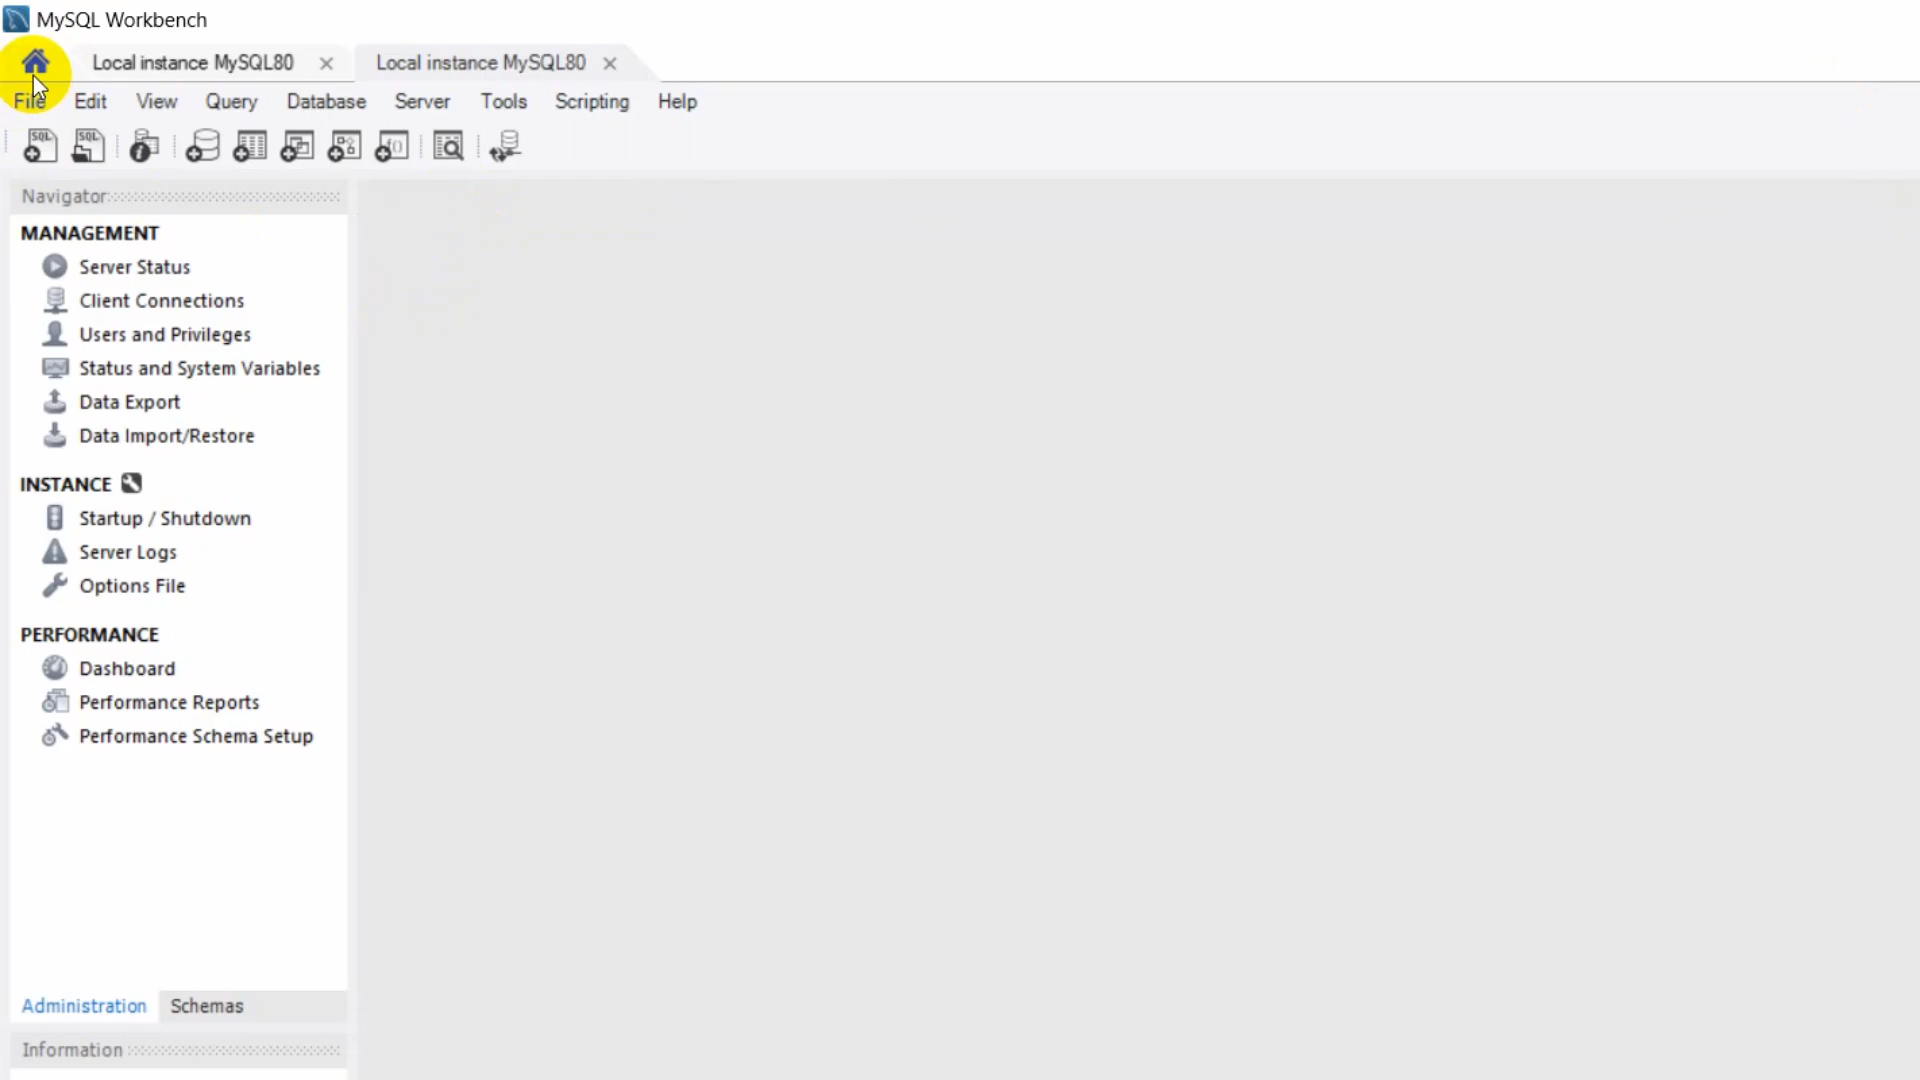 MySQL Workbench
Local instance MySQL80 Local instance MySQL80
File Edit View Query Database Server Tools Scripting Help
SQL SQL
Navigator
MANAGEMENT
Server Status
Client Connections
Users and Privileges
Status and System Variables
Data Export
Data Import/Restore
INSTANCE
Startup / Shutdown
Server Logs
Options File
PERFORMANCE
Dashboard
Performance Reports
Performance Schema Setup
Administration Schemas
Information